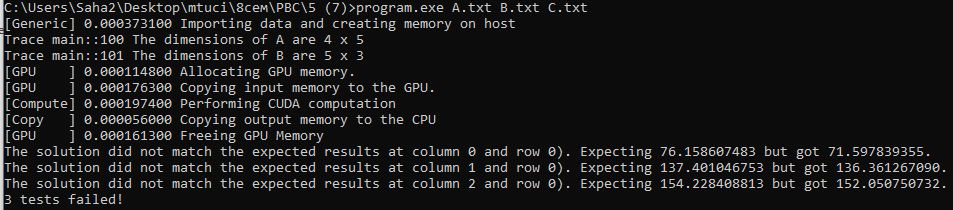 C:\Users\Saha2\Desktop\mtuci\8сем\РВС\5 (7)>program.exe A.txt B.txt C.txt
[Generic] 0.000373100 Importing data and creating memory on host
Trace main::100 The dimensions of A are 4 x 5
Trace main::101 The dimensions of B are 5 x 3
[GPU    ] 0.000114800 Allocating GPU memory.
[GPU    ] 0.000176300 Copying input memory to the GPU.
[Compute] 0.000197400 Performing CUDA computation
[Copy   ] 0.000056000 Copying output memory to the CPU
[GPU    ] 0.000161300 Freeing GPU Memory
The solution did not match the expected results at column 0 and row 0). Expecting 76.158607483 but got 71.597839355.
The solution did not match the expected results at column 1 and row 0). Expecting 137.401046753 but got 136.361267090.
The solution did not match the expected results at column 2 and row 0). Expecting 154.228408813 but got 152.050750732.
3 tests failed!